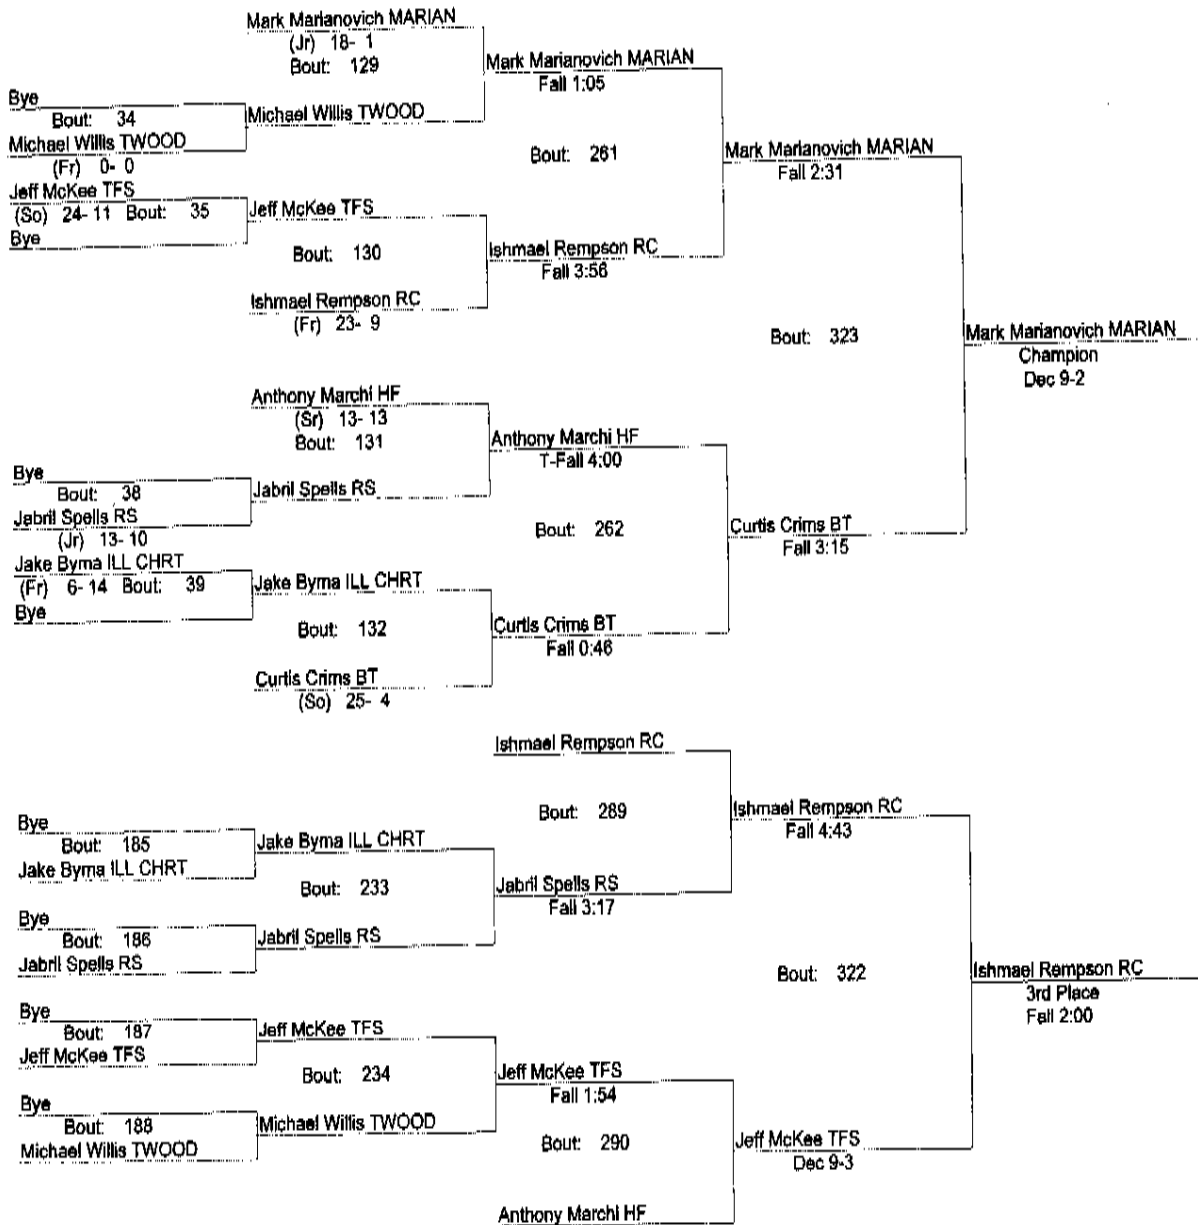 Mark Marianovich MARIAN
(Jr) 18- 1
Bout: 129
Mark Marianovich MARIAN
Fall 1:05
Bye
Bout: 34
Michael Willis TWOOD
Michael Willis TWOOD
(Fr) 0- 0
Bout: 261
Mark Marianovich MARIAN
Fall 2:31
Jeff McKee TFS
(So) 24- 11 Bout: 35
Jeff McKee TFS
Bye
Bout: 130
Ishmael Rempson RC
Fall 3:56
Ishmael Rempson RC
(Fr) 23- 9
Bout: 323
Mark Marianovich MARIAN
Champion
Dec 9-2
Anthony Marchi HF
(Sr) 13- 13
Bout: 131
Anthony Marchi HF
T-Fall 4:00
Bye
Bout: 38
Jabril Spells RS
Jabril Spells RS
(Jr) 13- 10
Bout: 262
Curtis Crims BT
Fall 3:15
Jake Byma ILL CHRT
(Fr) 6- 14 Bout: 39
Jake Byma ILL CHRT
Bye
Bout: 132
Curtis Crims BT
Fall 0:46
Curtis Crims BT
(So) 25- 4
Ishmael Rempson RC
Bout: 289
Ishmael Rempson RC
Fall 4:43
Bye
Bout: 185
Jake Byma ILL CHRT
Jake Byma ILL CHRT
Bout: 233
Jabril Spells RS
Fall 3:17
Bye
Bout: 186
Jabril Spells RS
Jabril Spells RS
Bout: 322
Ishmael Rempson RC
3rd Place
Fall 2:00
Bye
Bout: 187
Jeff McKee TFS
Jeff McKee TFS
Bout: 234
Jeff McKee TFS
Fall 1:54
Bye
Bout: 188
Michael Willis TWOOD
Michael Willis TWOOD
Bout: 290
Jeff McKee TFS
Dec 9-3
Anthony Marchi HF